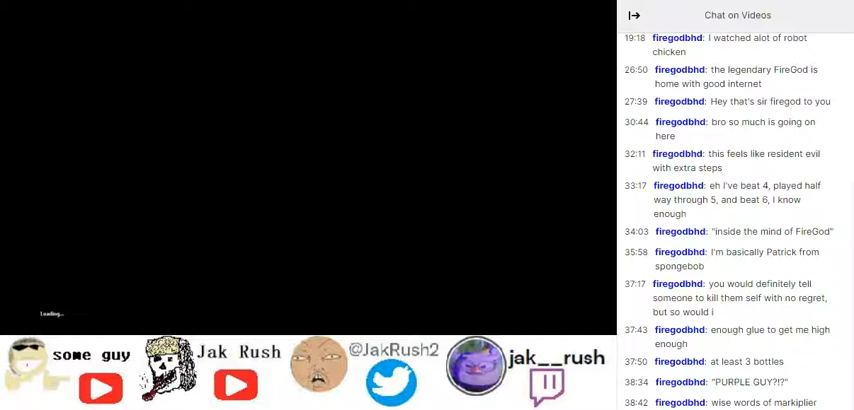 Chat on Videos
19:18 firegodbhd: I watched alot of robot
chicken
26:50 firegodbhd: the legendary FireGod is
home with good internet
27:39 firegodbhd: Hey that's sir firegod to you
30:44 firegodbhd: bro so much is going on
here
32:11 firegodbhd: this feels like resident evil
with extra steps
33:17 firegodbhd: eh I've beat 4, played half
way through 5, and beat 6, I know
enough
34:03 firegodbhd: "inside the mind of FireGod"
35:58 firegodbhd: I'm basically Patrick from
spongebob
37:17 firegodbhd: you would definitely tell
someone to kill them self with no regret,
but so would i
37:43 firegodbhd: enough glue to get me high
enough
37:50 firegodbhd: at least 3 bottles
38:34 firegodbhd: "PURPLE GUY?!?"
38:42 firegodbhd: wise words of markiplier
Loading...
some guy
Jak Rush
@JakRush2
jak__rush